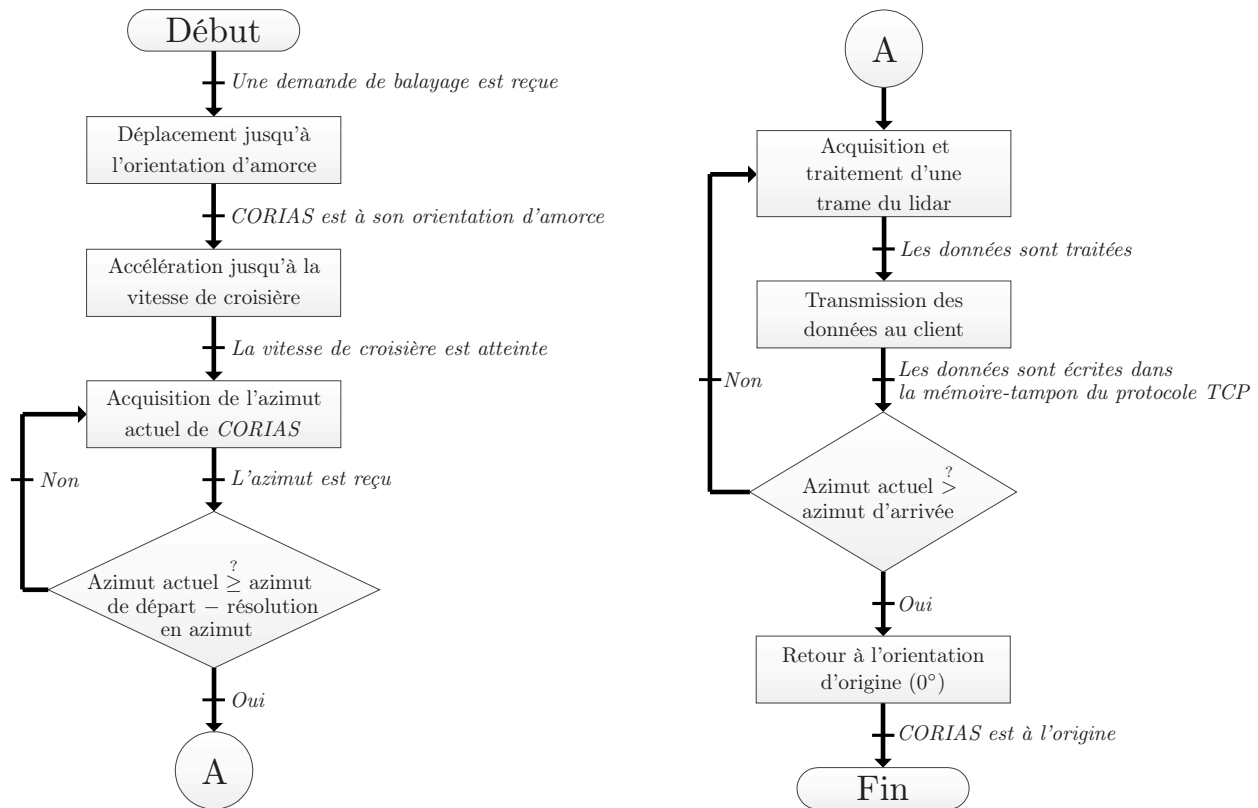 Début
Une demande de balayage est reçue
Déplacement jusqu'à
l'orientation d'amorce
CORIAS est à son orientation d'amorce
Accélération jusqu'à la
vitesse de croisière
La vitesse de croisière est atteinte
Acquisition de l'azimut
actuel de CORIAS
Non
L'azimut est reçu
?
Azimut actuel ≥ azimut
de départ − résolution
en azimut
Oui
A
A
Acquisition et
traitement d'une
trame du lidar
Les données sont traitées
Transmission des
données au client
Non
Les données sont écrites dans
la mémoire-tampon du protocole TCP
?
Azimut actuel >
azimut d'arrivée
Oui
Retour à l'orientation
d'origine (0°)
CORIAS est à l'origine
Fin